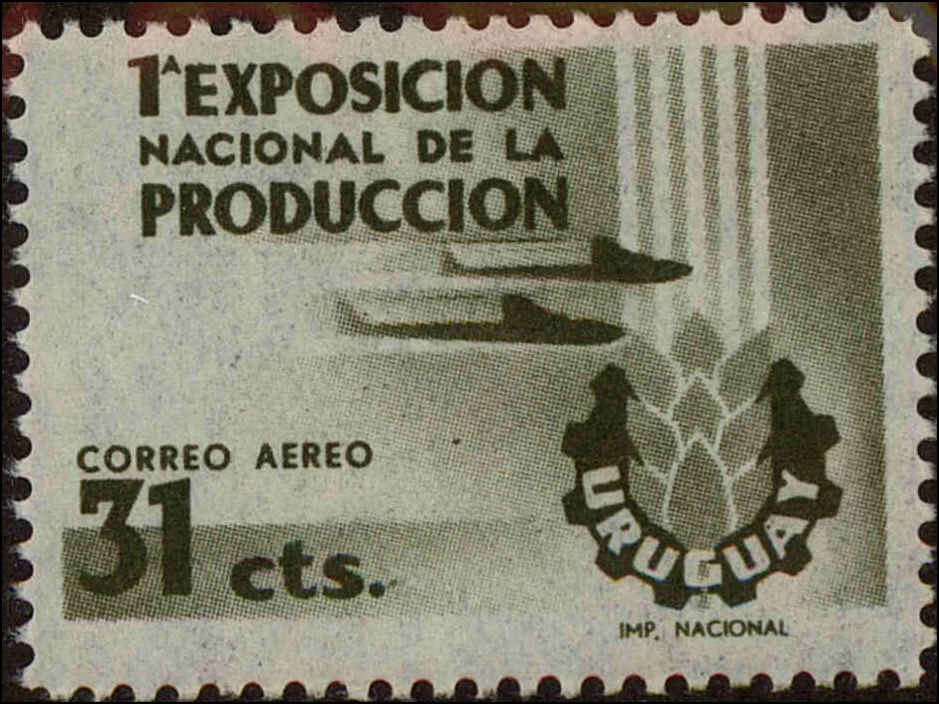 1ᴬ EXPOSICION
NACIONAL DE LA
PRODUCCION
CORREO AEREO
31 cts.
URUGUAY
IMP. NACIONAL